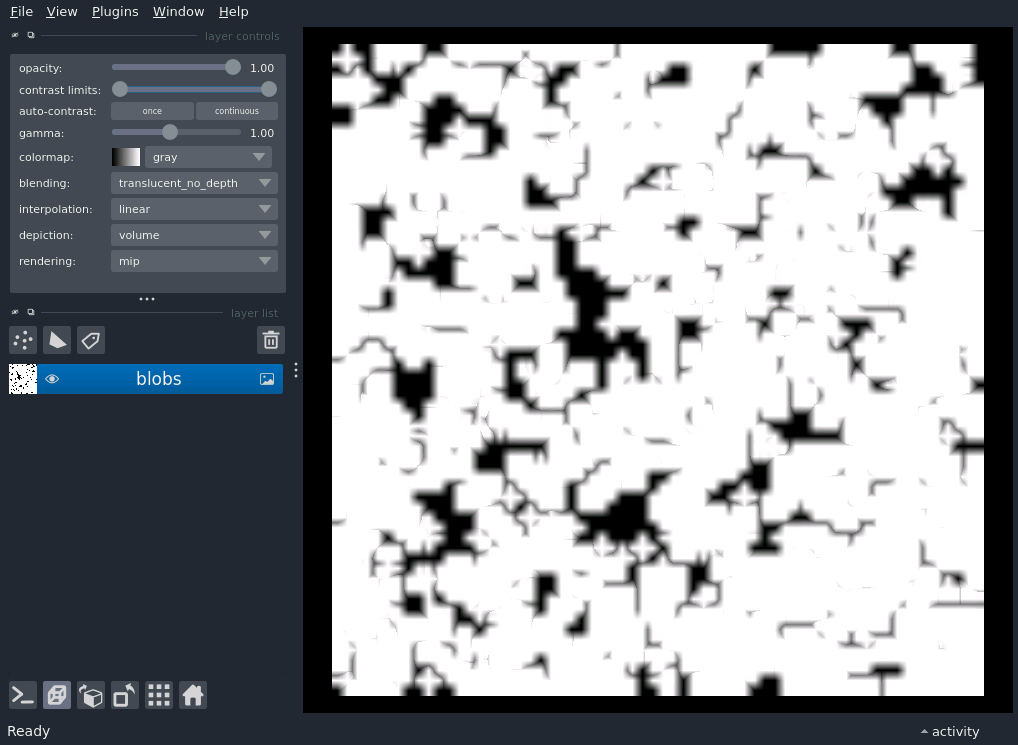 File View Plugins Window Help
layer controls
opacity: 1.00
contrast limits:
auto-contrast: once continuous
gamma: 1.00
colormap: gray
blending: translucent_no_depth
interpolation: linear
depiction: volume
rendering: mip
layer list
blobs
Ready activity